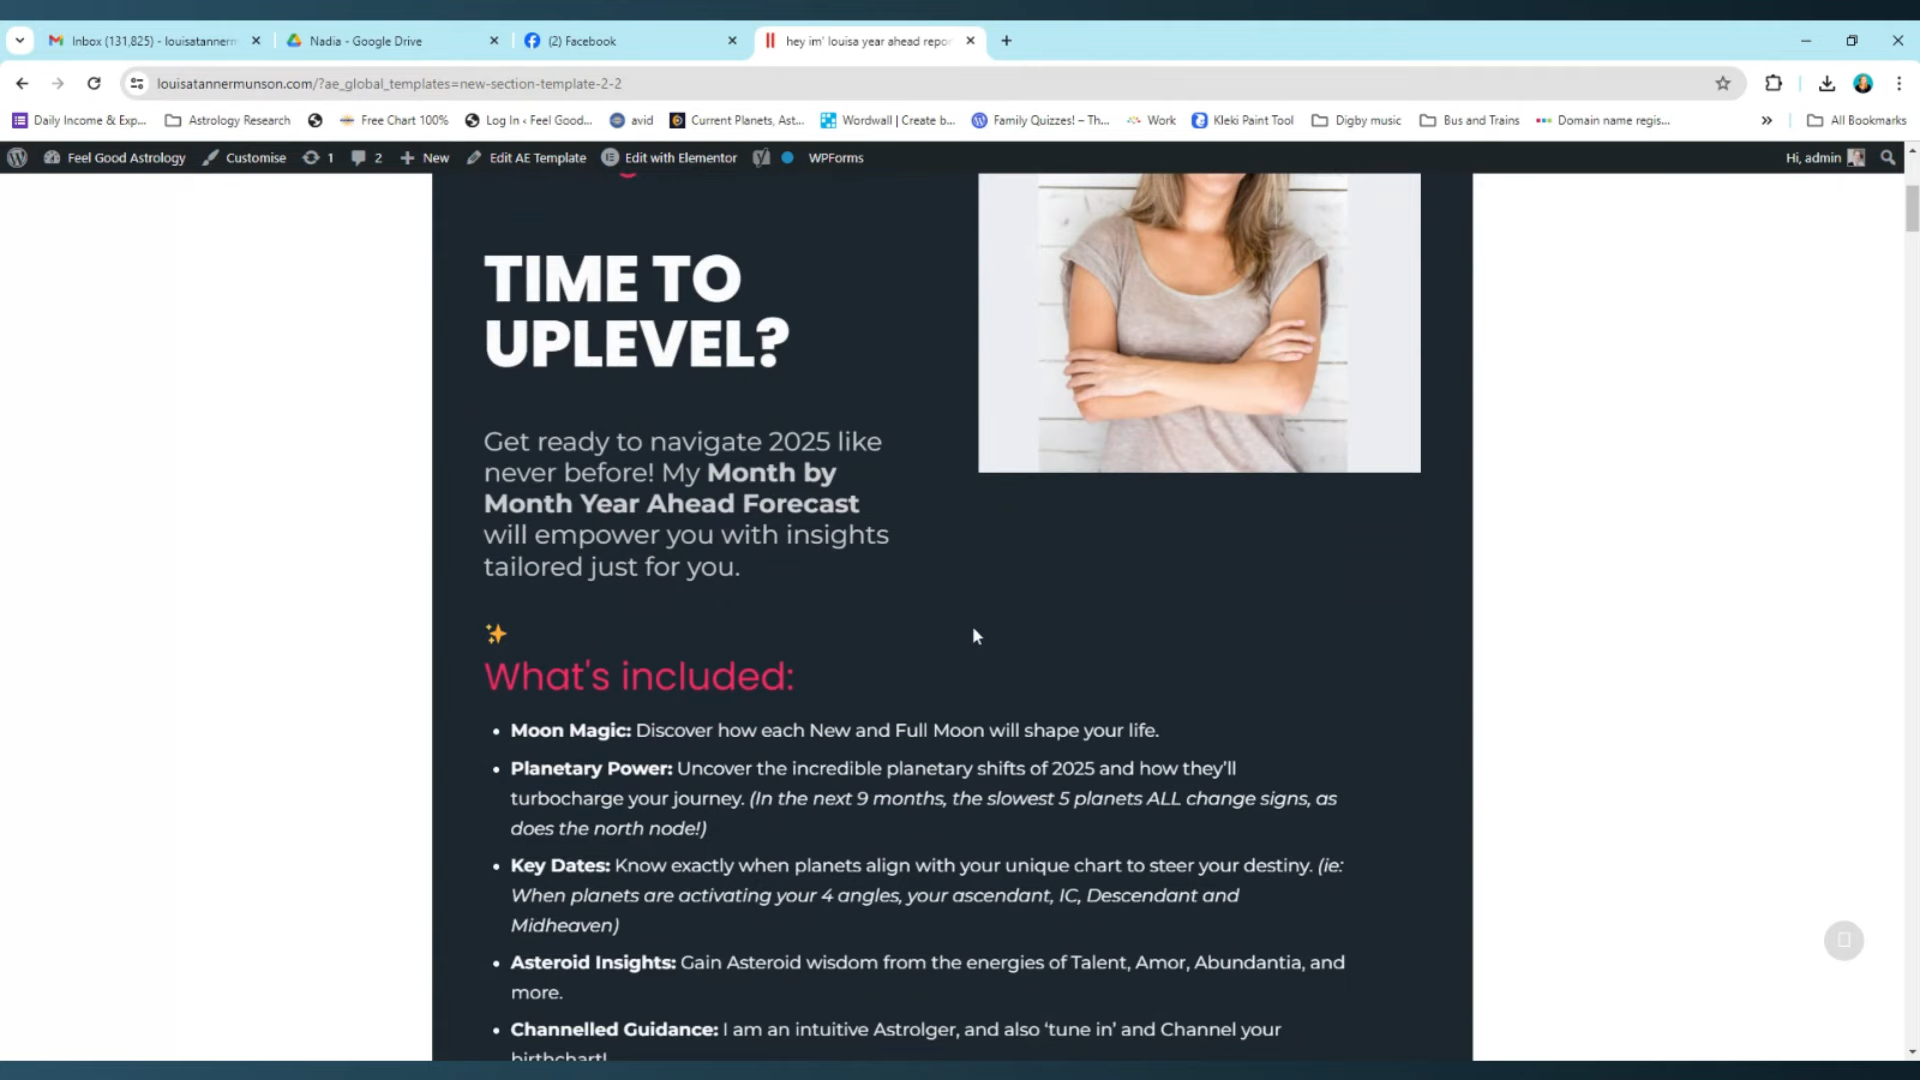 Inbox (131,825) - louisatannerm
Nadia - Google Drive
(2) Facebook
hey im' louisa year ahead repor
louisatannermunson.com/?ae_global_templates=new-section-template-2-2
Daily Income & Exp...
Astrology Research
Free Chart 100%
Log In ‹ Feel Good...
avid
Current Planets, Ast...
Wordwall | Create b...
Family Quizzes! – Th...
Work
Kleki Paint Tool
Digby music
Bus and Trains
Domain name regis...
»
All Bookmarks
Feel Good Astrology
Customise
1
2
New
Edit AE Template
Edit with Elementor
WPForms
Hi, admin
TIME TO
UPLEVEL?
Get ready to navigate 2025 like
never before! My Month by
Month Year Ahead Forecast
will empower you with insights
tailored just for you.
What's included:
• Moon Magic: Discover how each New and Full Moon will shape your life.
• Planetary Power: Uncover the incredible planetary shifts of 2025 and how they'll
turbocharge your journey. (In the next 9 months, the slowest 5 planets ALL change signs, as
does the north node!)
• Key Dates: Know exactly when planets align with your unique chart to steer your destiny. (ie:
When planets are activating your 4 angles, your ascendant, IC, Descendant and
Midheaven)
• Asteroid Insights: Gain Asteroid wisdom from the energies of Talent, Amor, Abundantia, and
more.
• Channelled Guidance: I am an intuitive Astrolger, and also ‘tune in’ and Channel your
birthchart!